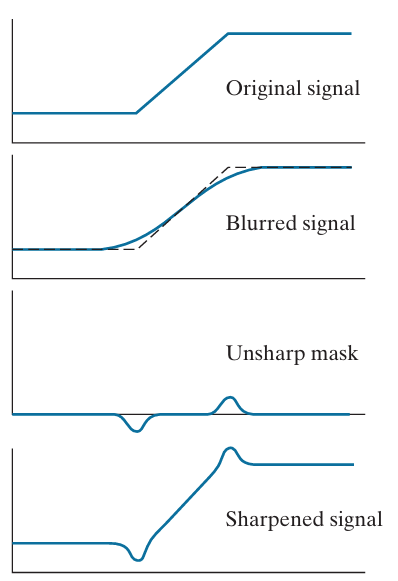 Original signal
Blurred signal
Unsharp mask
Sharpened signal